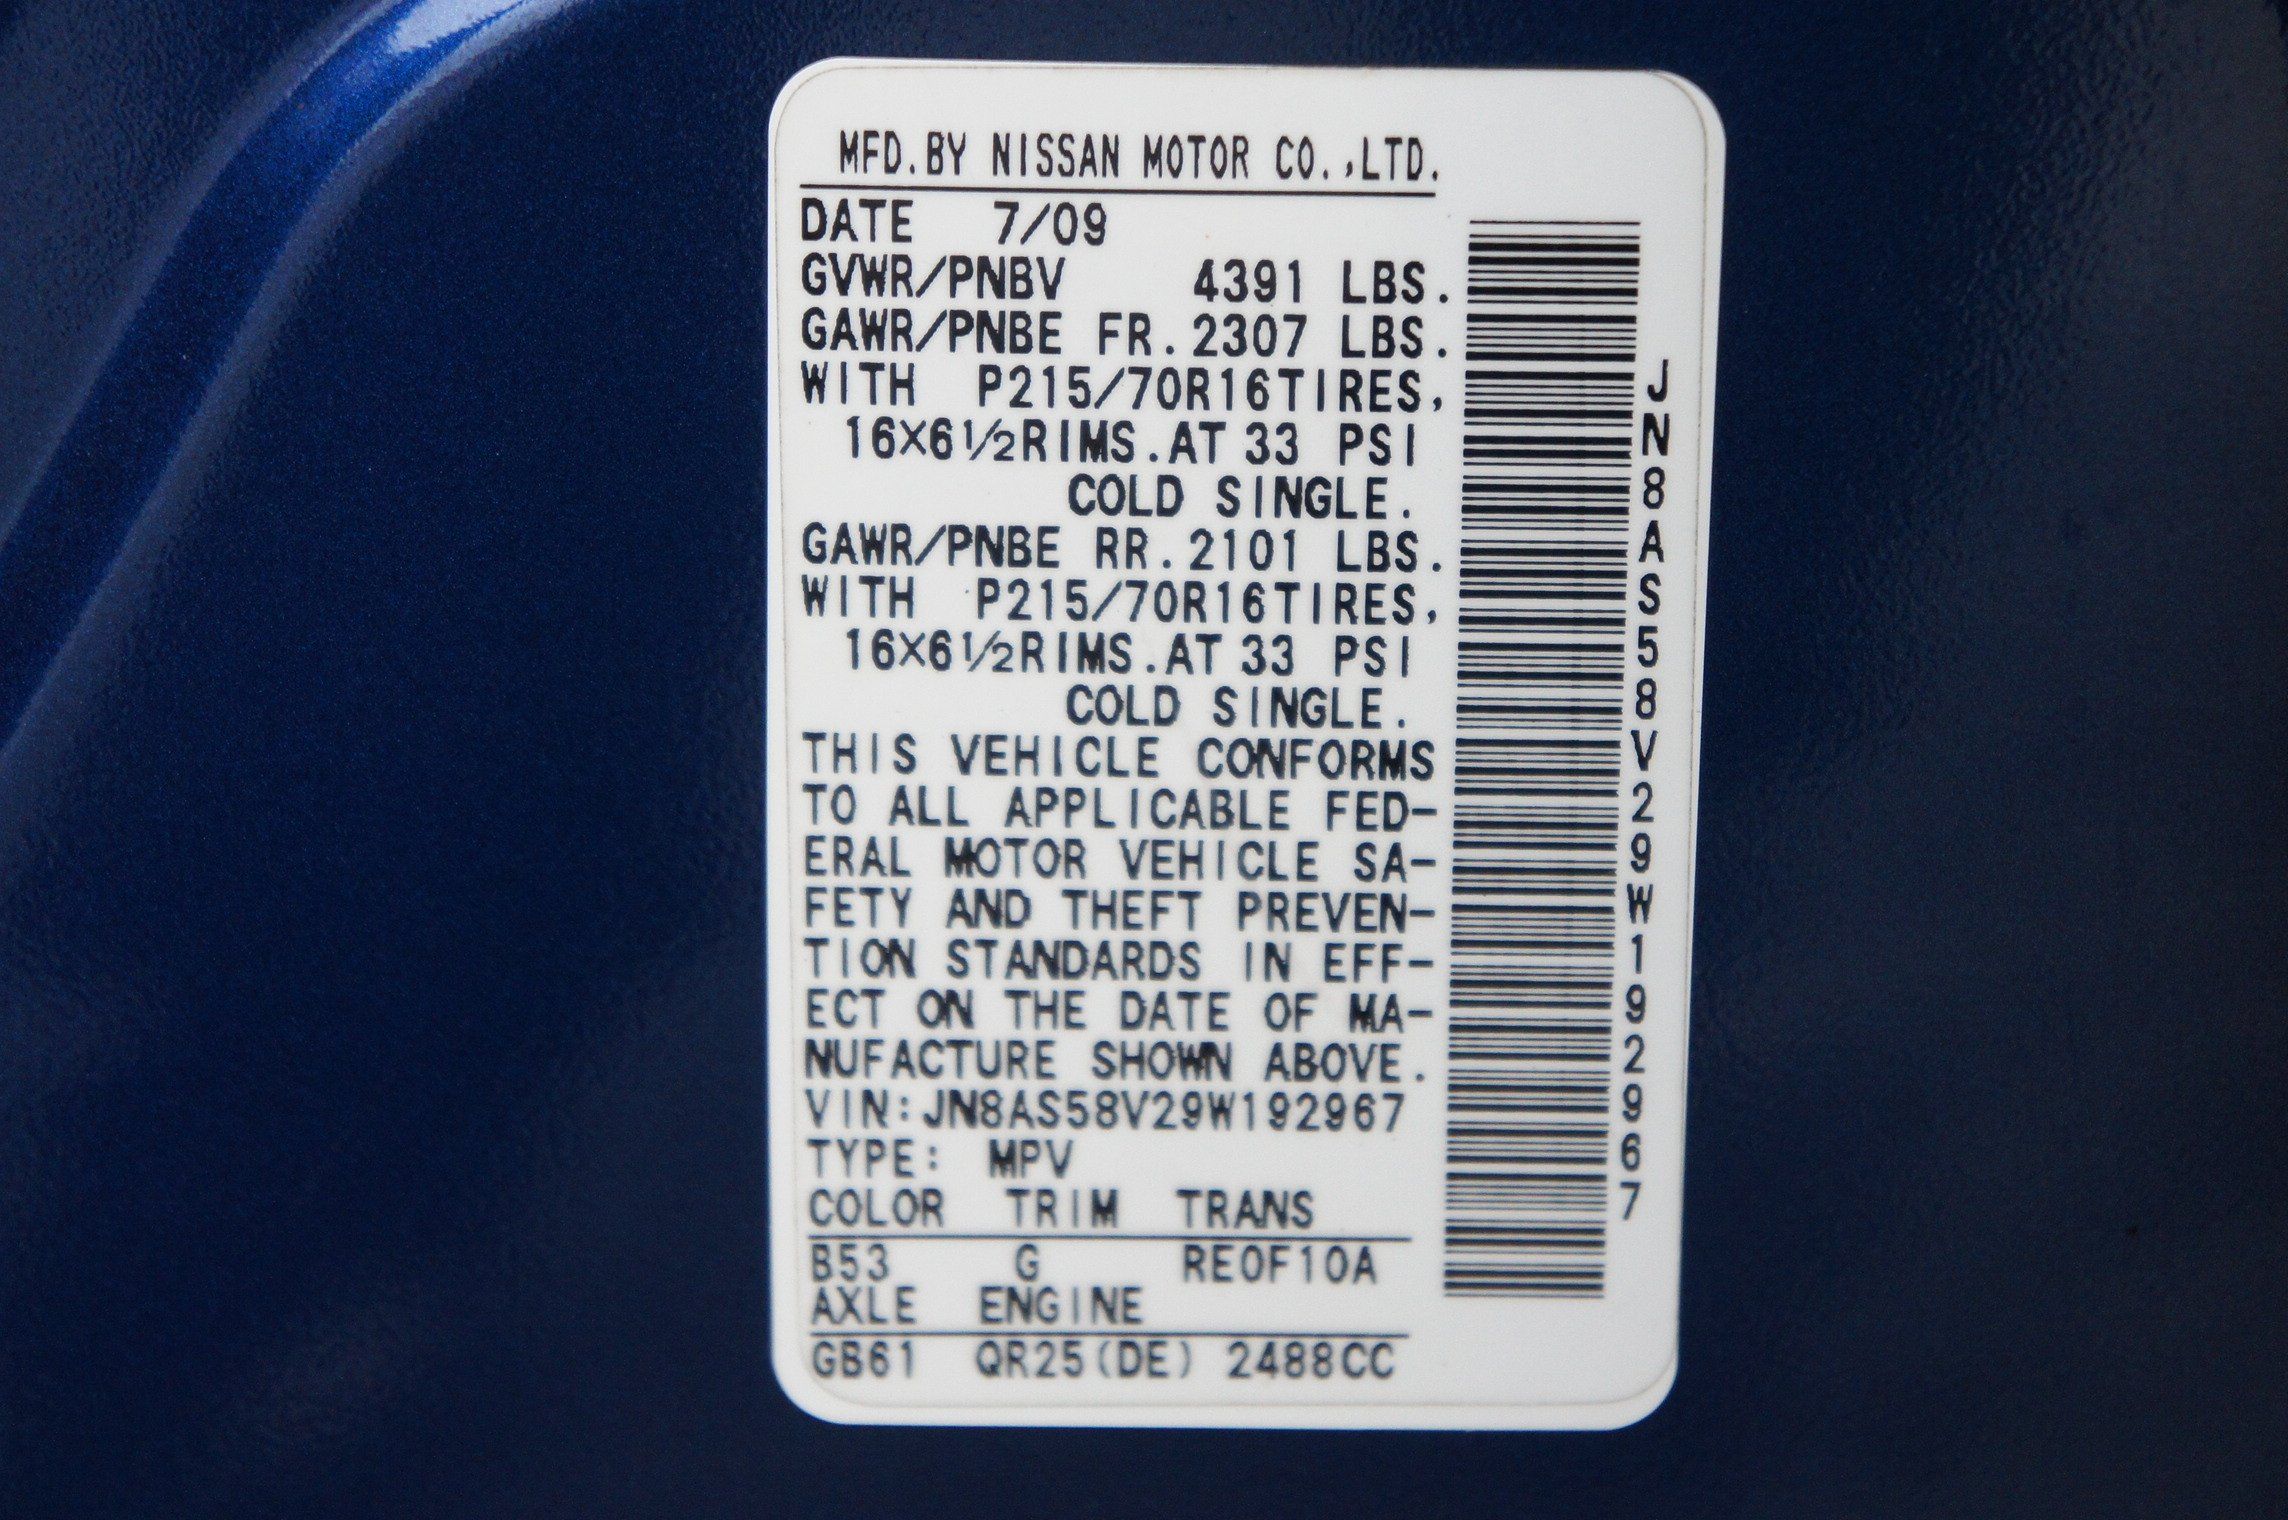 MFD.BY NISSAN MOTOR CO.,LTD.
DATE 7/09
GVWR/PNBV 4391 LBS.
GAWR/PNBE FR.2307 LBS.
WITH P215/70R16TIRES,
16×6½RIMS.AT 33 PSI
COLD SINGLE.
GAWR/PNBE RR.2101 LBS.
WITH P215/70R16TIRES,
16×6½RIMS.AT 33 PSI
COLD SINGLE.
THIS VEHICLE CONFORMS
TO ALL APPLICABLE FED-
ERAL MOTOR VEHICLE SA-
FETY AND THEFT PREVEN-
TION STANDARDS IN EFF-
ECT ON THE DATE OF MA-
NUFACTURE SHOWN ABOVE.
VIN:JN8AS58V29W192967
TYPE: MPV
COLOR TRIM TRANS
B53 G RE0F10A
AXLE ENGINE
GB61 QR25(DE) 2488CC
JN8AS58V29W192967